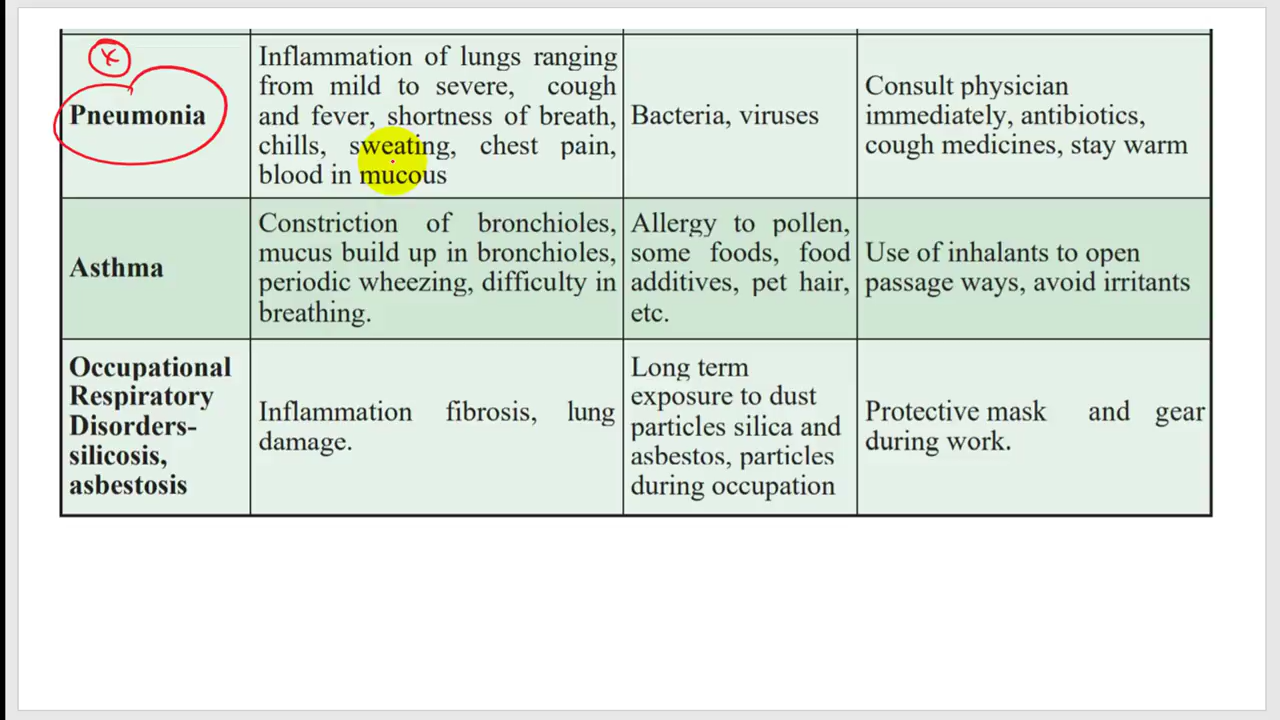 Pneumonia
Inflammation of lungs ranging
from mild to severe, cough
and fever, shortness of breath,
chills, sweating, chest pain,
blood in mucous
Bacteria, viruses
Consult physician
immediately, antibiotics,
cough medicines, stay warm
Asthma
Constriction of bronchioles,
mucus build up in bronchioles,
periodic wheezing, difficulty in
breathing.
Allergy to pollen,
some foods, food
additives, pet hair,
etc.
Use of inhalants to open
passage ways, avoid irritants
Occupational
Respiratory
Disorders-
silicosis,
asbestosis
Inflammation fibrosis, lung
damage.
Long term
exposure to dust
particles silica and
asbestos, particles
during occupation
Protective mask and gear
during work.